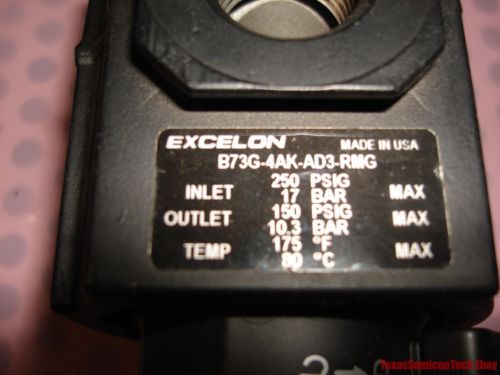 EXCELON MADE IN USA
B73G-4AK-AD3-RMG
INLET 250 PSIG MAX
17 BAR
OUTLET 150 PSIG MAX
10.3 BAR
TEMP 175 °F MAX
80 °C
2
TexasSemiconTech Ebay